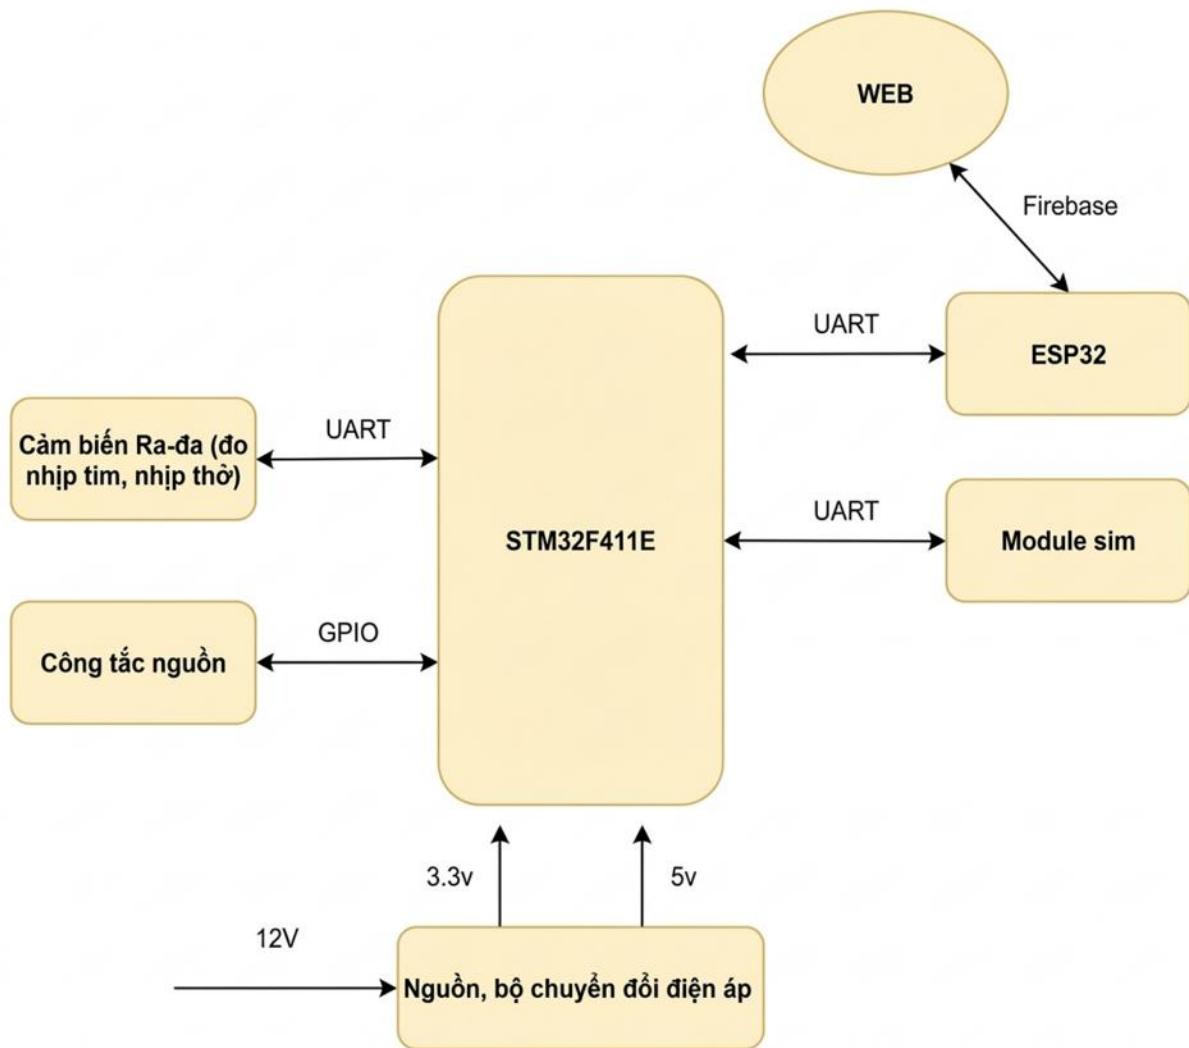 WEB
Firebase
UART
ESP32
Cảm biến Ra-đa (đo
nhịp tim, nhịp thở)
UART
UART
STM32F411E
Module sim
GPIO
Công tắc nguồn
3.3v
5v
12V
Nguồn, bộ chuyển đổi điện áp